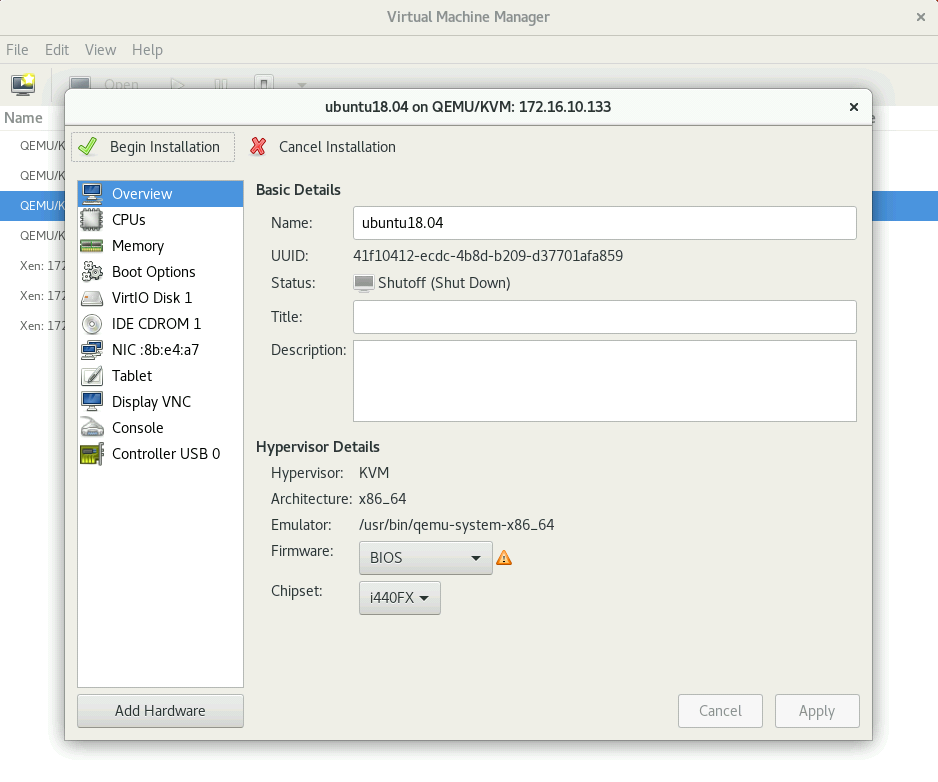 Virtual Machine Manager
File Edit View Help
Open
Name
QEMU/K
QEMU/K
QEMU/K
QEMU/K
Xen: 172
Xen: 172
Xen: 172
ubuntu18.04 on QEMU/KVM: 172.16.10.133
Begin Installation Cancel Installation
Overview
CPUs
Memory
Boot Options
VirtIO Disk 1
IDE CDROM 1
NIC :8b:e4:a7
Tablet
Display VNC
Console
Controller USB 0
Add Hardware
Basic Details
Name: ubuntu18.04
UUID: 41f10412-ecdc-4b8d-b209-d37701afa859
Status: Shutoff (Shut Down)
Title:
Description:
Hypervisor Details
Hypervisor: KVM
Architecture: x86_64
Emulator: /usr/bin/qemu-system-x86_64
Firmware: BIOS
Chipset: i440FX
Cancel Apply